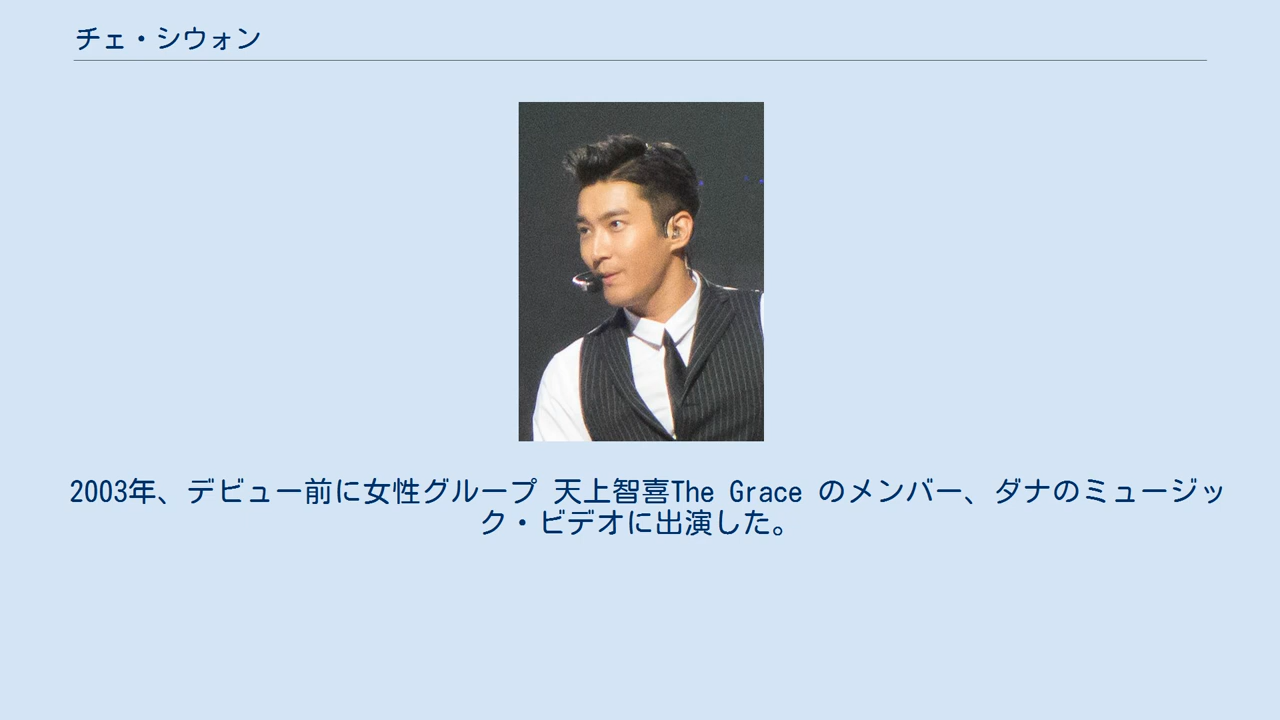 チェ・シウォン
2003年、デビュー前に女性グループ 天上智喜The Grace のメンバー、ダナのミュージッ
ク・ビデオに出演した。